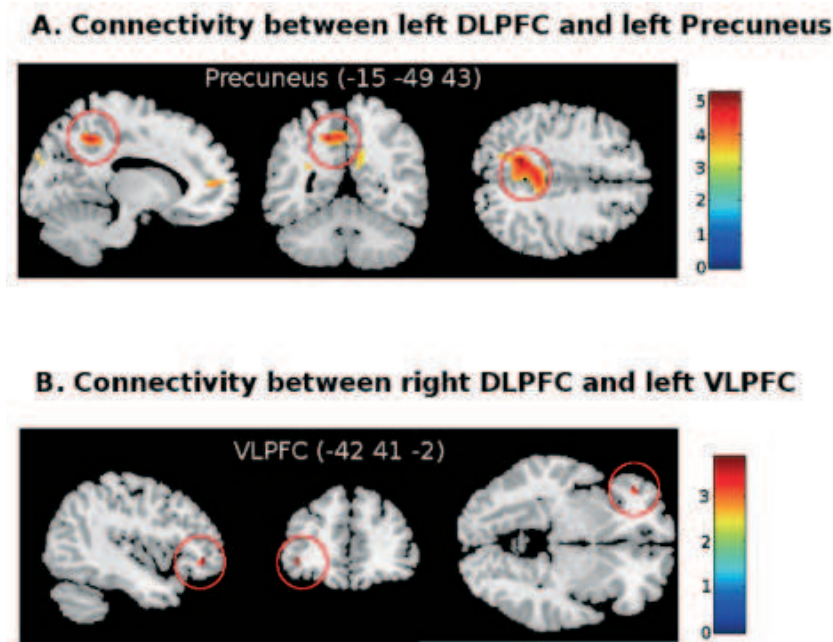 A. Connectivity between left DLPFC and left Precuneus
Precuneus (-15 -49 43)
5
4
3
2
1
0
B. Connectivity between right DLPFC and left VLPFC
VLPFC (-42 41 -2)
3
2
1
0